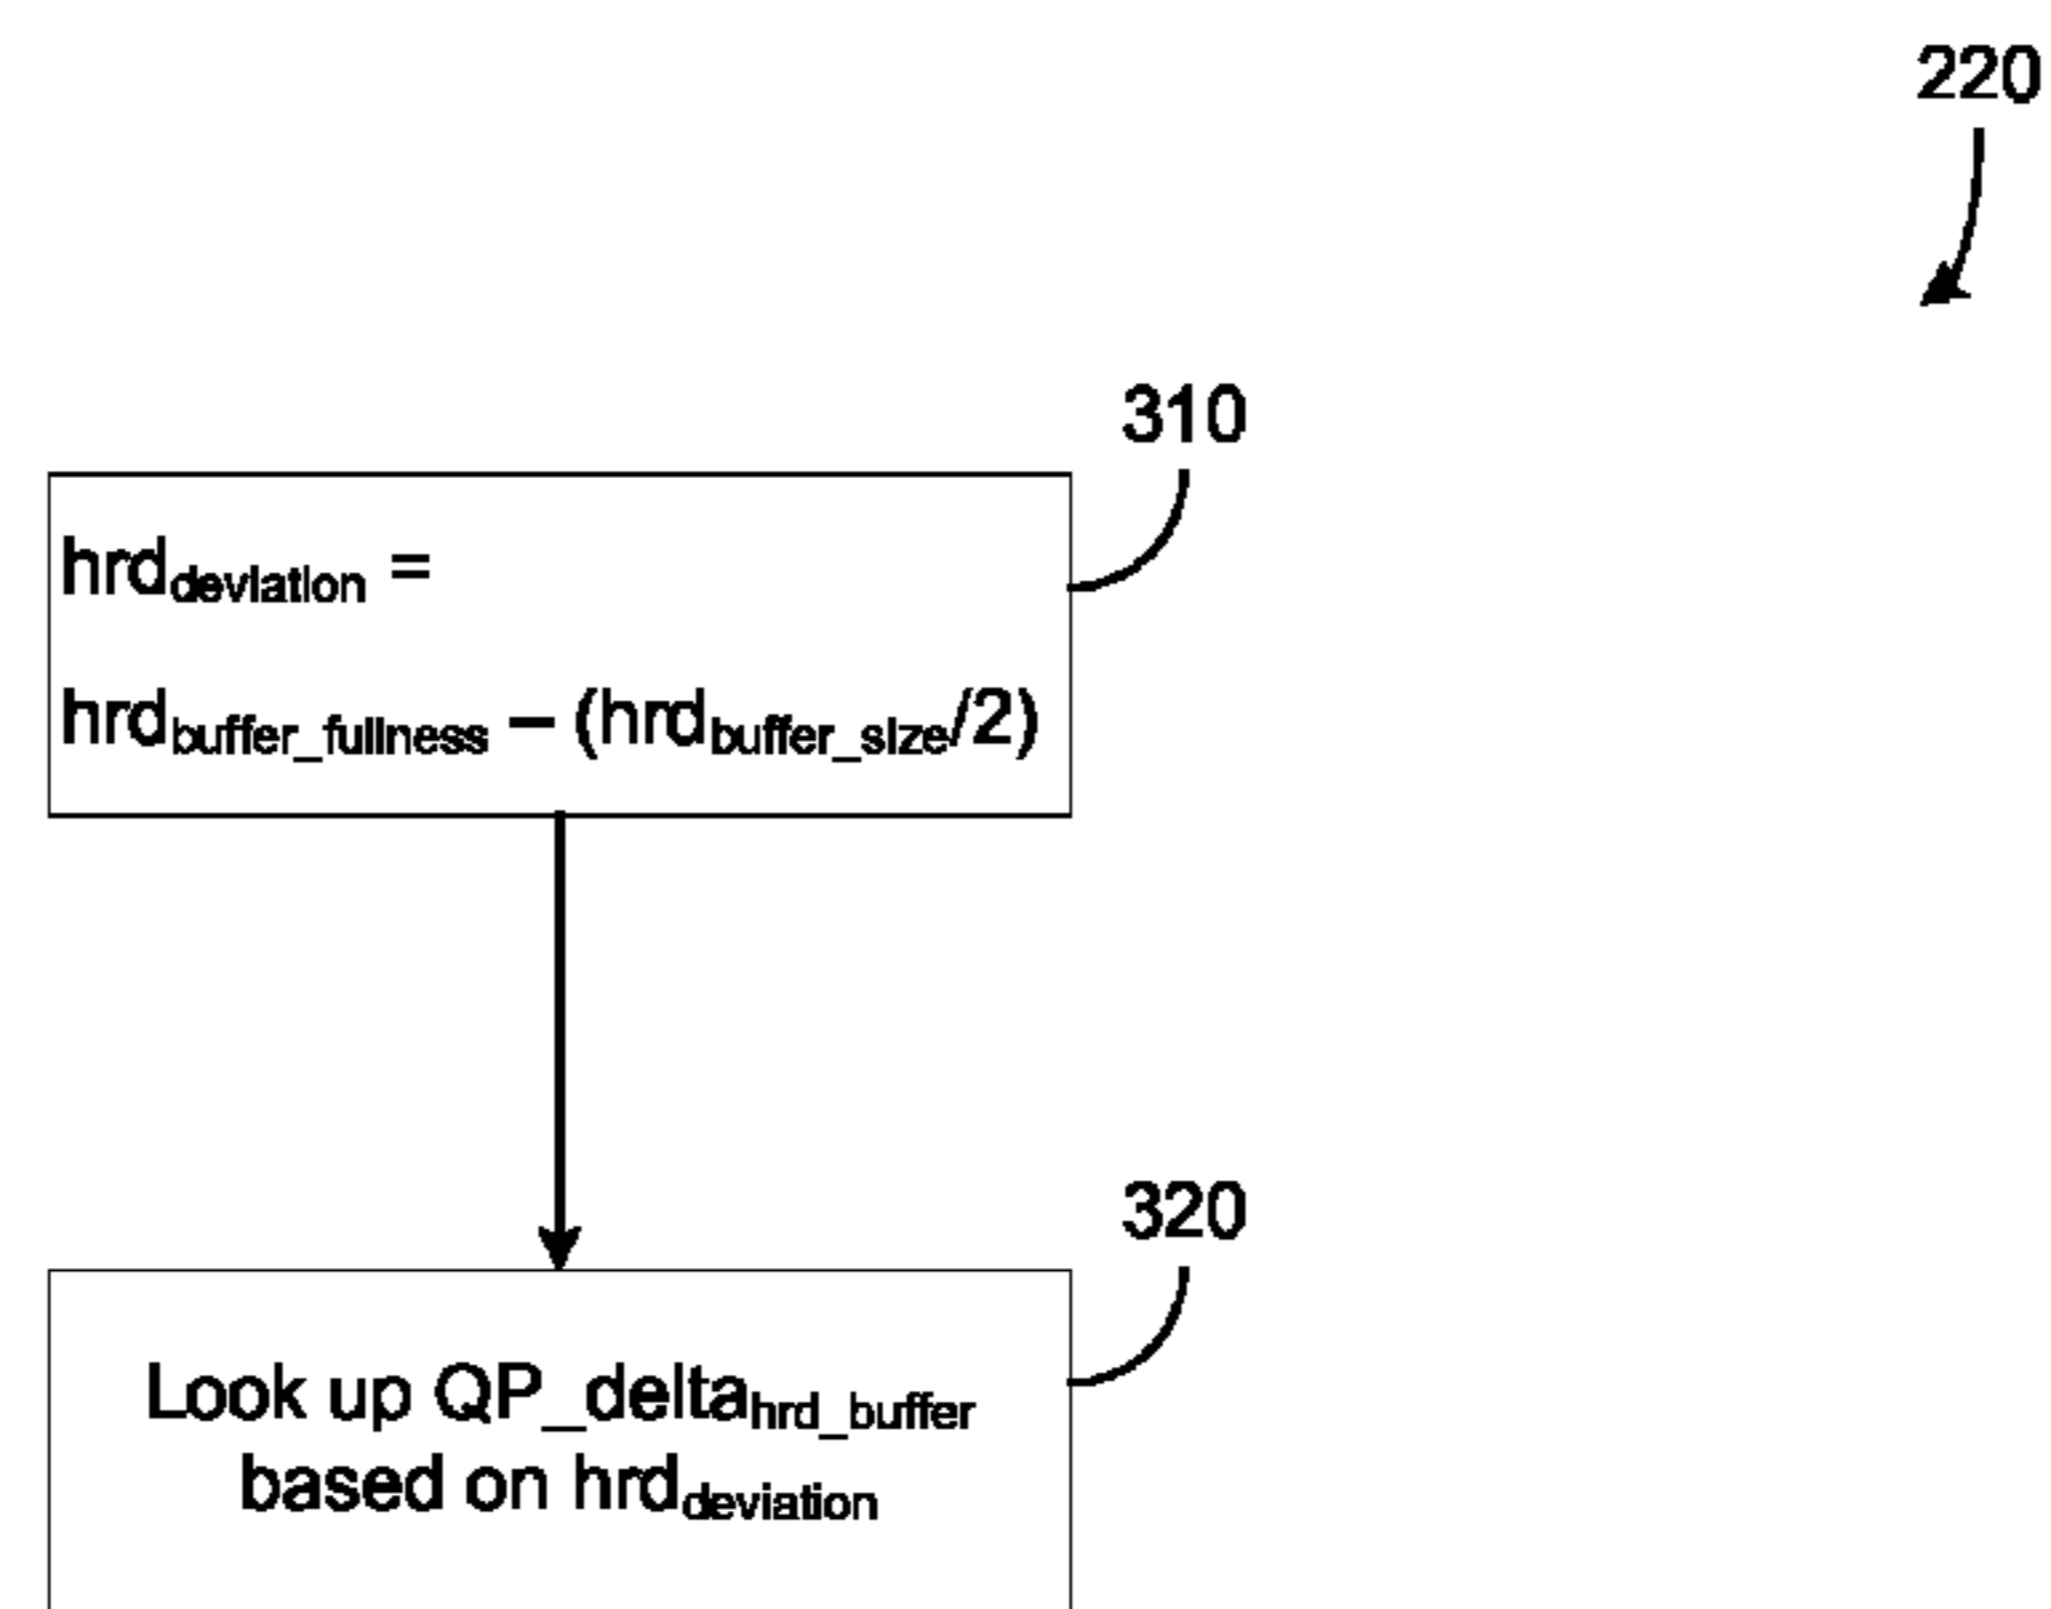 220
310
hrd_deviation =
hrd_buffer_fullness – (hrd_buffer_size/2)
320
Look up QP_delta_hrd_buffer
based on hrd_deviation